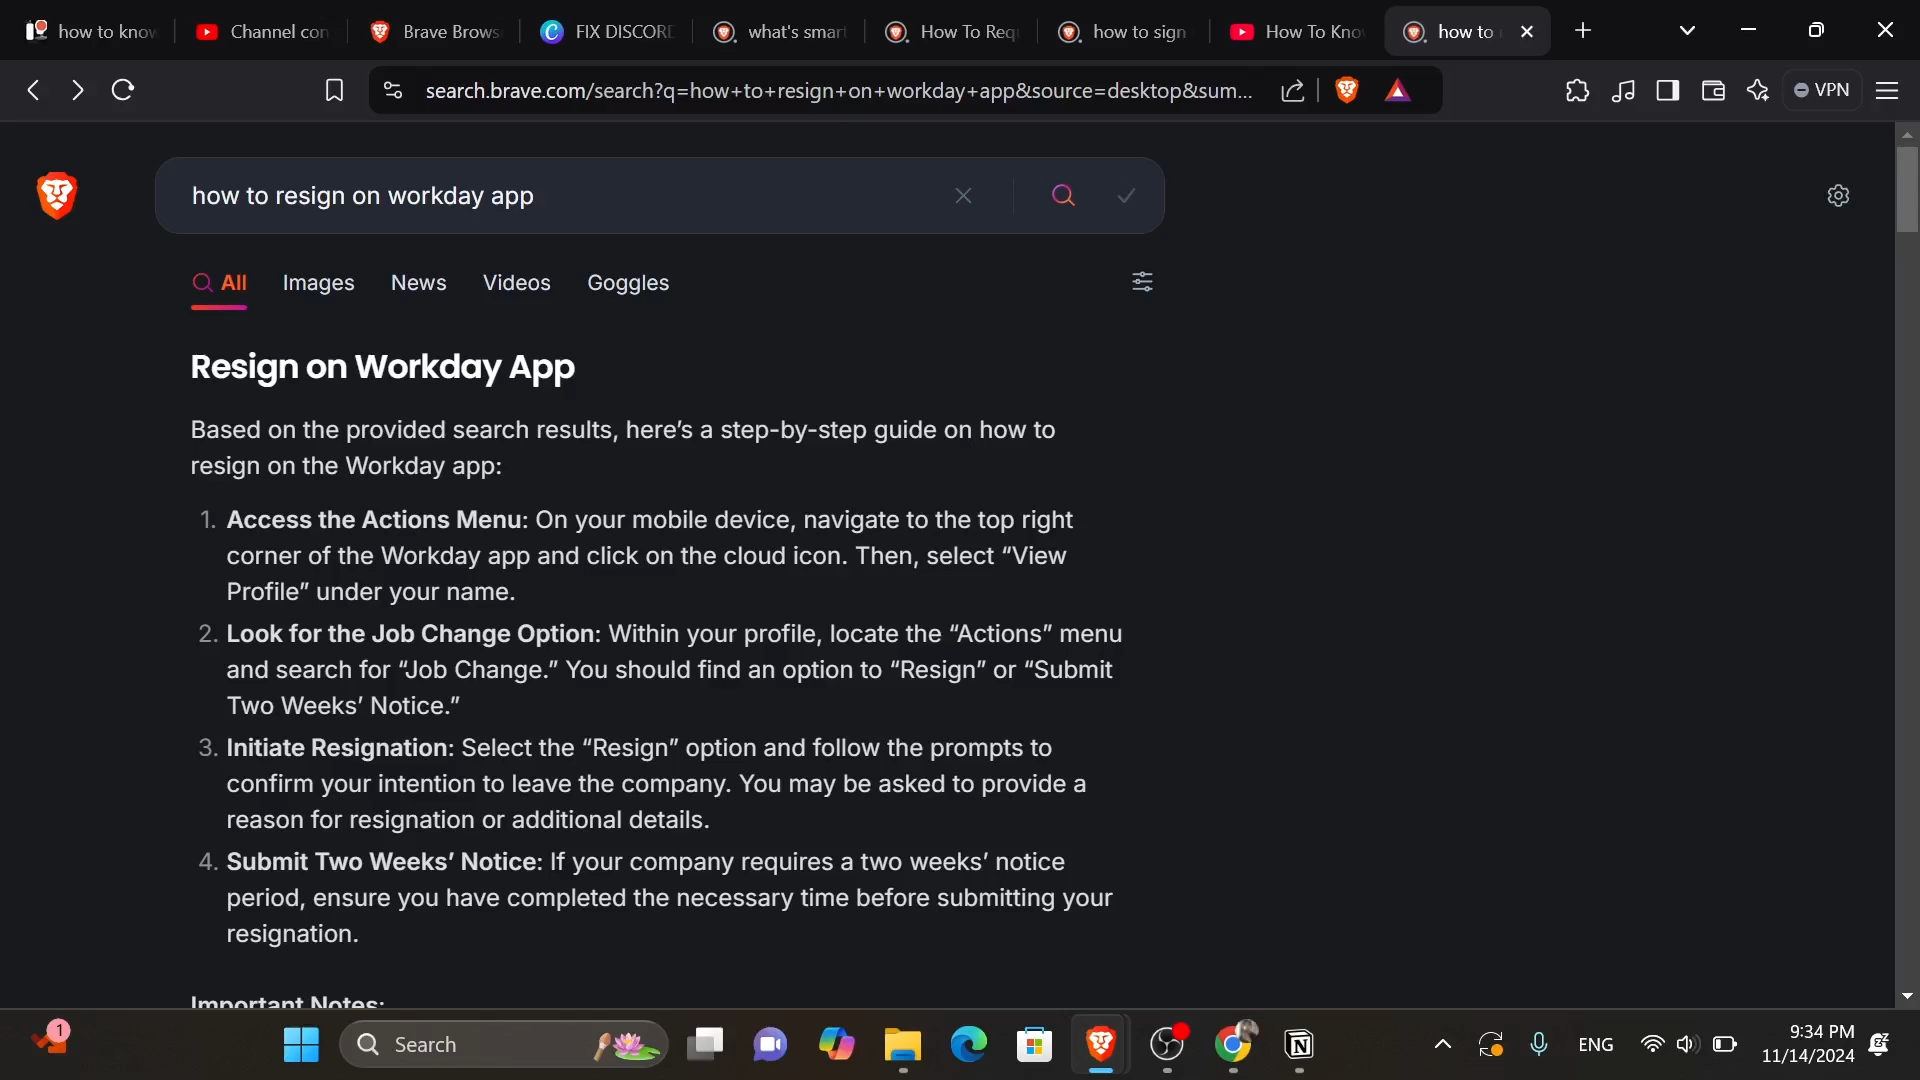 how to know
Channel con
Brave Brows
FIX DISCORD
what's smar
How To Req
how to sign
How To Kno
how to
search.brave.com/search?q=how+to+resign+on+workday+app&source=desktop&sum...
VPN
how to resign on workday app
All
Images
News
Videos
Goggles
Resign on Workday App
Based on the provided search results, here’s a step-by-step guide on how to
resign on the Workday app:
1. Access the Actions Menu: On your mobile device, navigate to the top right
corner of the Workday app and click on the cloud icon. Then, select “View
Profile” under your name.
2. Look for the Job Change Option: Within your profile, locate the “Actions” menu
and search for “Job Change.” You should find an option to “Resign” or “Submit
Two Weeks’ Notice.”
3. Initiate Resignation: Select the “Resign” option and follow the prompts to
confirm your intention to leave the company. You may be asked to provide a
reason for resignation or additional details.
4. Submit Two Weeks’ Notice: If your company requires a two weeks’ notice
period, ensure you have completed the necessary time before submitting your
resignation.
Important Notes:
1
Search
ENG
9:34 PM
11/14/2024